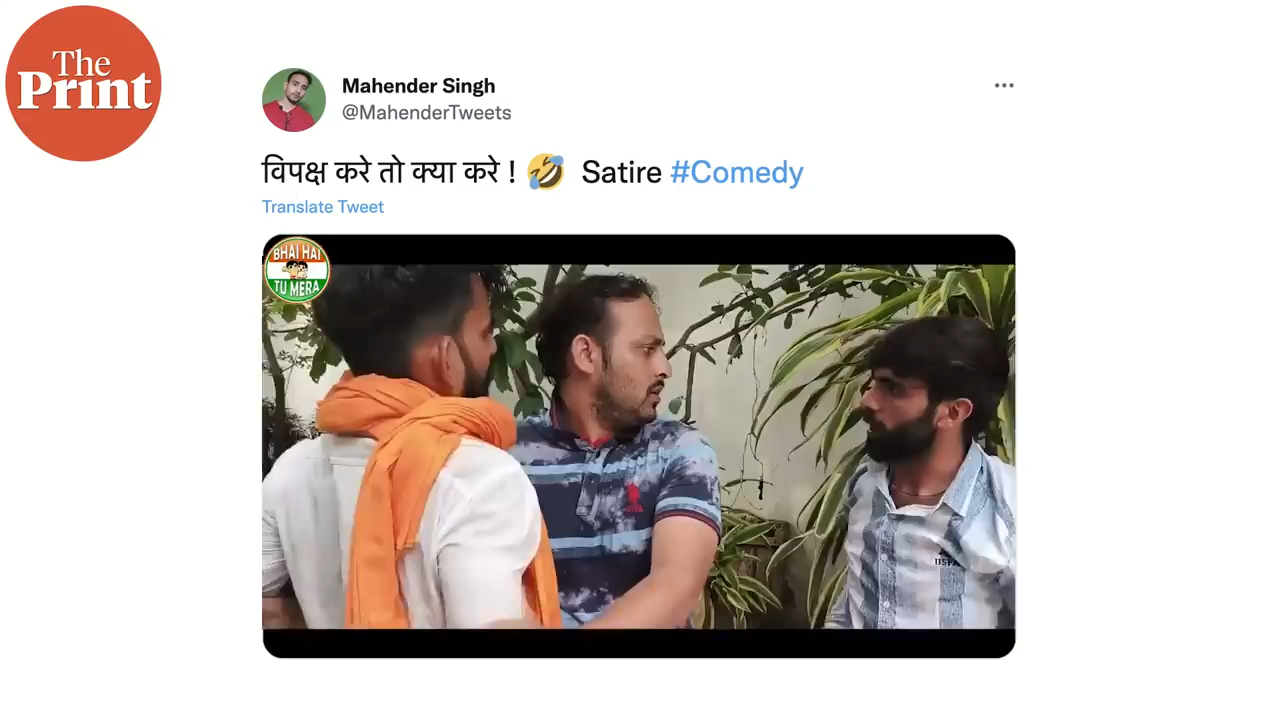 The
Print
Mahender Singh
@MahenderTweets
विपक्ष करे तो क्या करे ! 🤣 Satire #Comedy
Translate Tweet
BHAI HAI
TU MERA
USPA